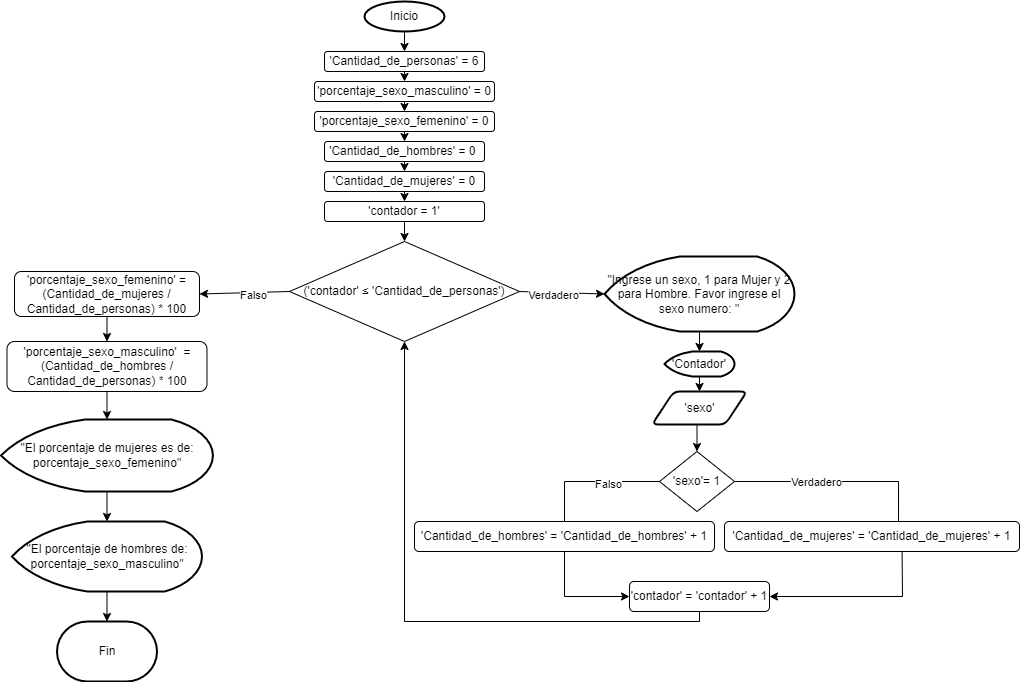 Inicio
'Cantidad_de_personas' = 6
'porcentaje_sexo_masculino' = 0
'porcentaje_sexo_femenino' = 0
'Cantidad_de_hombres' = 0
'Cantidad_de_mujeres' = 0
'contador = 1'
('contador' ≤ 'Cantidad_de_personas')
Falso
Verdadero
'porcentaje_sexo_femenino' =
(Cantidad_de_mujeres /
Cantidad_de_personas) * 100
'porcentaje_sexo_masculino' =
(Cantidad_de_hombres /
Cantidad_de_personas) * 100
"El porcentaje de mujeres es de:
porcentaje_sexo_femenino"
"El porcentaje de hombres de:
porcentaje_sexo_masculino"
Fin
"Ingrese un sexo, 1 para Mujer y 2
para Hombre. Favor ingrese el
sexo numero: "
'Contador'
'sexo'
'sexo'= 1
Falso
Verdadero
'Cantidad_de_hombres' = 'Cantidad_de_hombres' + 1
'Cantidad_de_mujeres' = 'Cantidad_de_mujeres' + 1
'contador' = 'contador' + 1